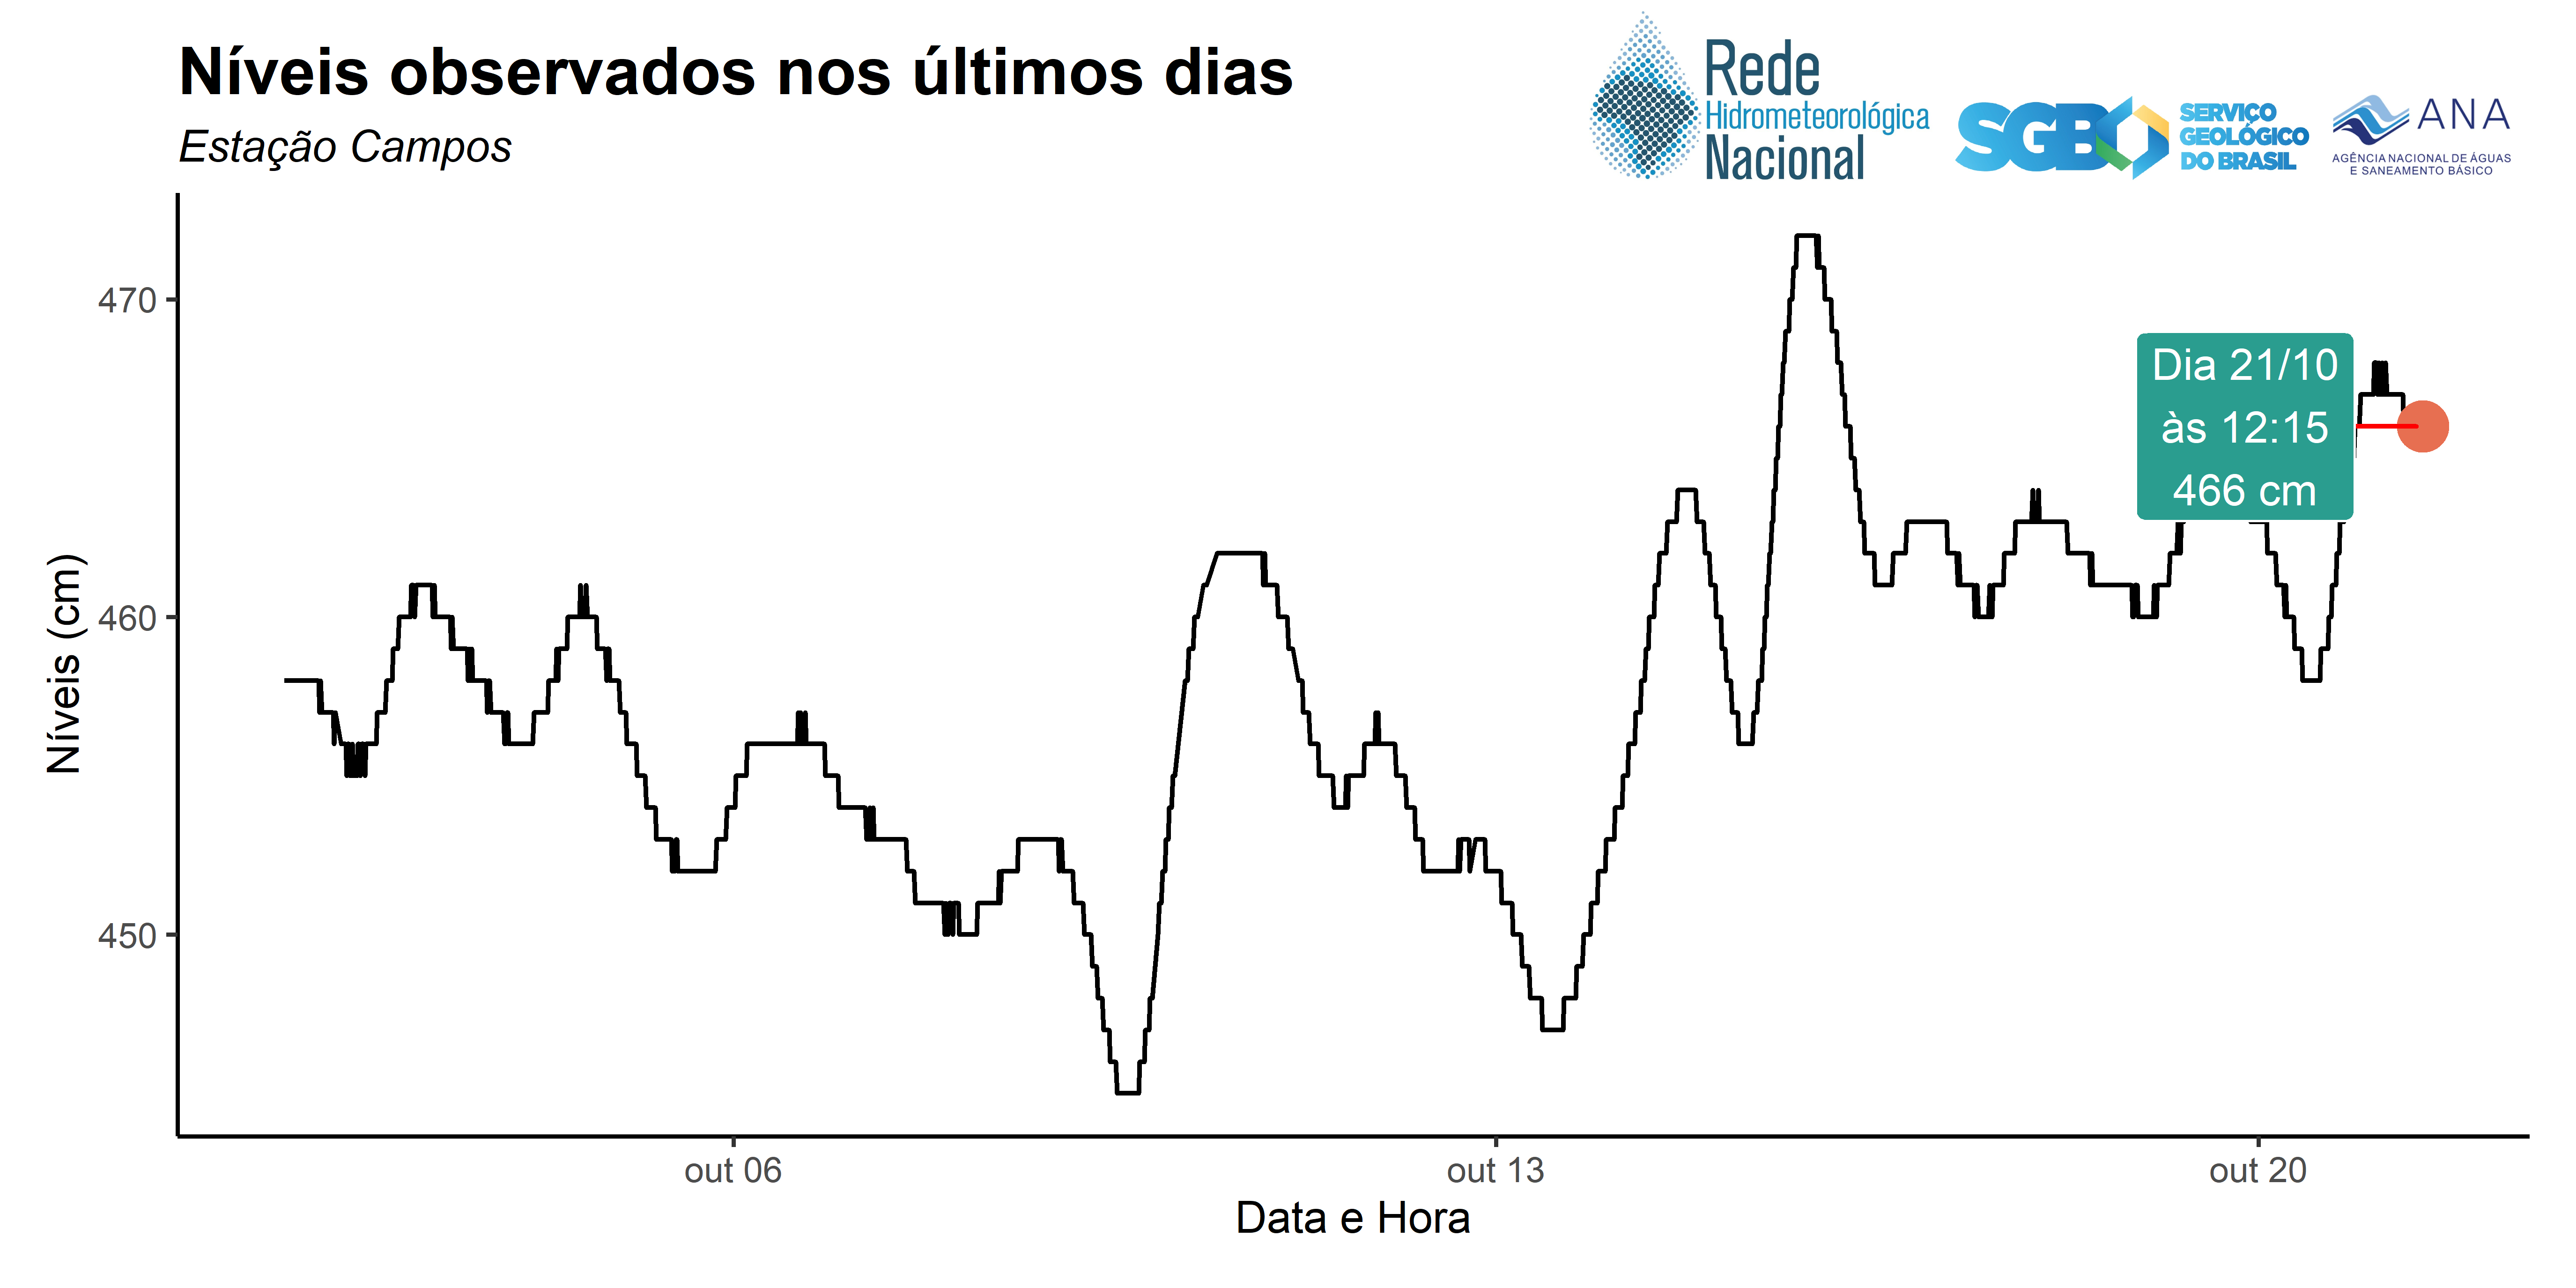 Níveis observados nos últimos dias
Estação Campos
Rede
Hidrometeorológica
Nacional
SGB
SERVIÇO
GEOLÓGICO
DO BRASIL
ANA
AGÊNCIA NACIONAL DE ÁGUAS
E SANEAMENTO BÁSICO
Níveis (cm)
470
460
450
Dia 21/10
às 12:15
466 cm
out 06
out 13
out 20
Data e Hora